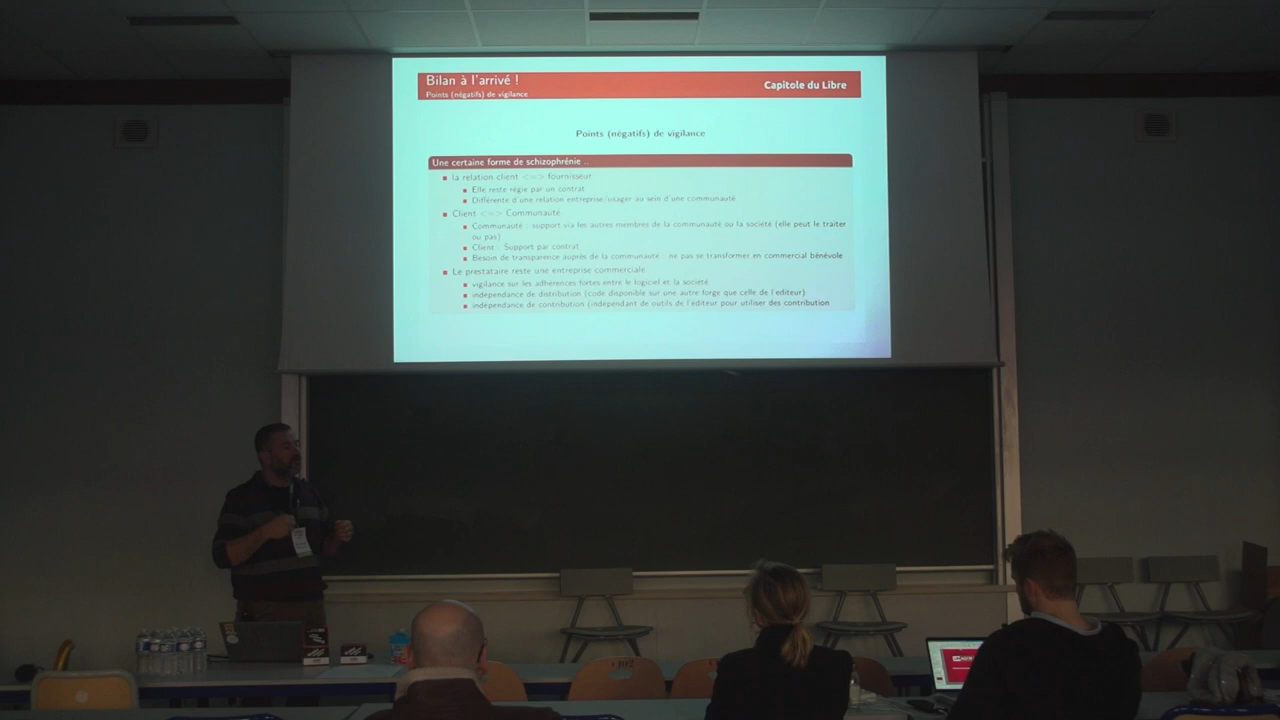 Bilan à l'arrivé !
Points (négatifs) de vigilance
Capitole du Libre
Points (négatifs) de vigilance
Une certaine forme de schizophrénie ..
la relation client <=> fournisseur
Elle reste régie par un contrat
Différente d'une relation entreprise/usager au sein d'une communauté
Client <=> Communauté
Communauté : support via les autres membres de la communauté ou la société (elle peut le traiter
ou pas)
Client : Support par contrat
Besoin de transparence auprès de la communauté : ne pas se transformer en commercial bénévole
Le prestataire reste une entreprise commerciale
vigilance sur les adhérences fortes entre le logiciel et la société
indépendance de distribution (code disponible sur une autre forge que celle de l'editeur)
indépendance de contribution (indépendant de outils de l'éditeur pour utiliser des contribution